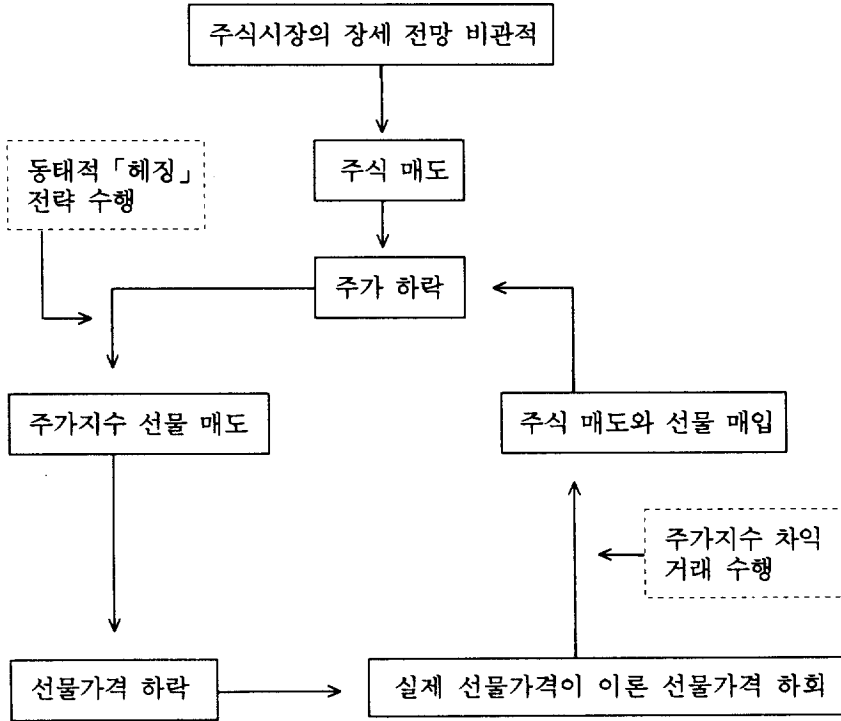 주식시장의 장세 전망 비관적
동태적 「헤징」
전략 수행
주식 매도
주가 하락
주가지수 선물 매도
주식 매도와 선물 매입
주가지수 차익
거래 수행
선물가격 하락
실제 선물가격이 이론 선물가격 하회